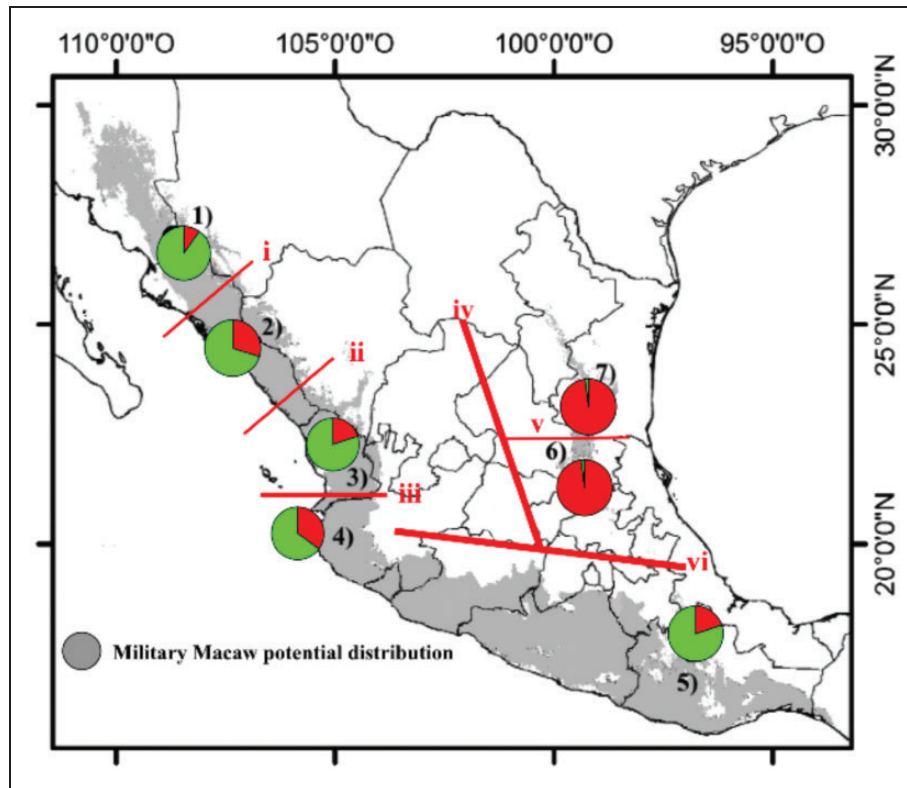 110°0'0"O 105°0'0"O 100°0'0"O 95°0'0"O
30°0'0"N
1)
i
25°0'0"N
iv
2)
ii
7)
v
6)
3)
iii
4)
20°0'0"N
vi
Military Macaw potential distribution
5)